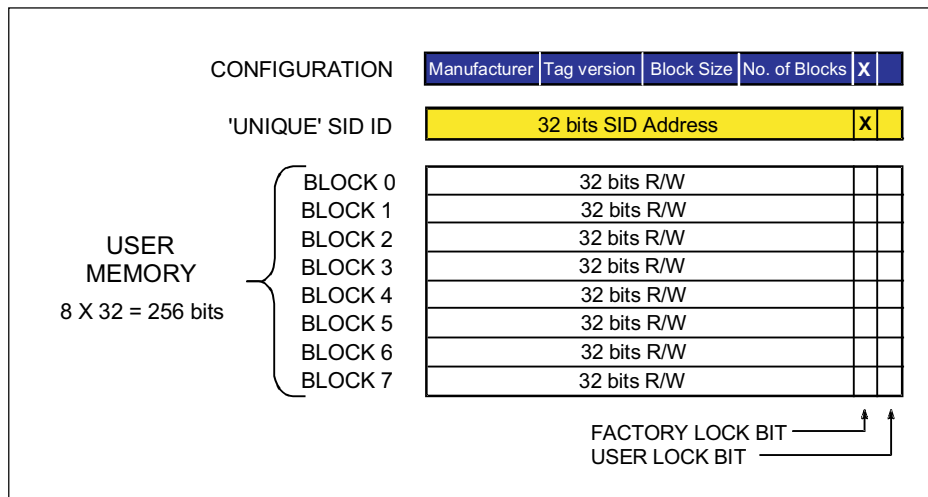 CONFIGURATION Manufacturer Tag version Block Size No. of Blocks X
'UNIQUE' SID ID 32 bits SID Address X
BLOCK 0 32 bits R/W
BLOCK 1 32 bits R/W
BLOCK 2 32 bits R/W
BLOCK 3 32 bits R/W
BLOCK 4 32 bits R/W
BLOCK 5 32 bits R/W
BLOCK 6 32 bits R/W
BLOCK 7 32 bits R/W
USER
MEMORY
8 X 32 = 256 bits
FACTORY LOCK BIT
USER LOCK BIT